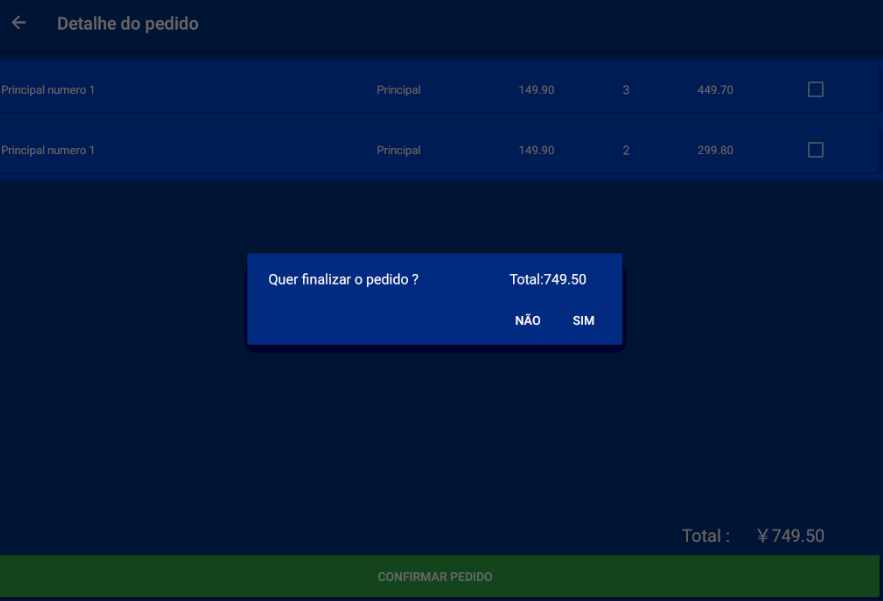 Detalhe do pedido
Principal numero 1 Principal 149.90 3 449.70
Principal numero 1 Principal 149.90 2 299.80
Quer finalizar o pedido ? Total:749.50
NÃO SIM
Total : ¥ 749.50
CONFIRMAR PEDIDO